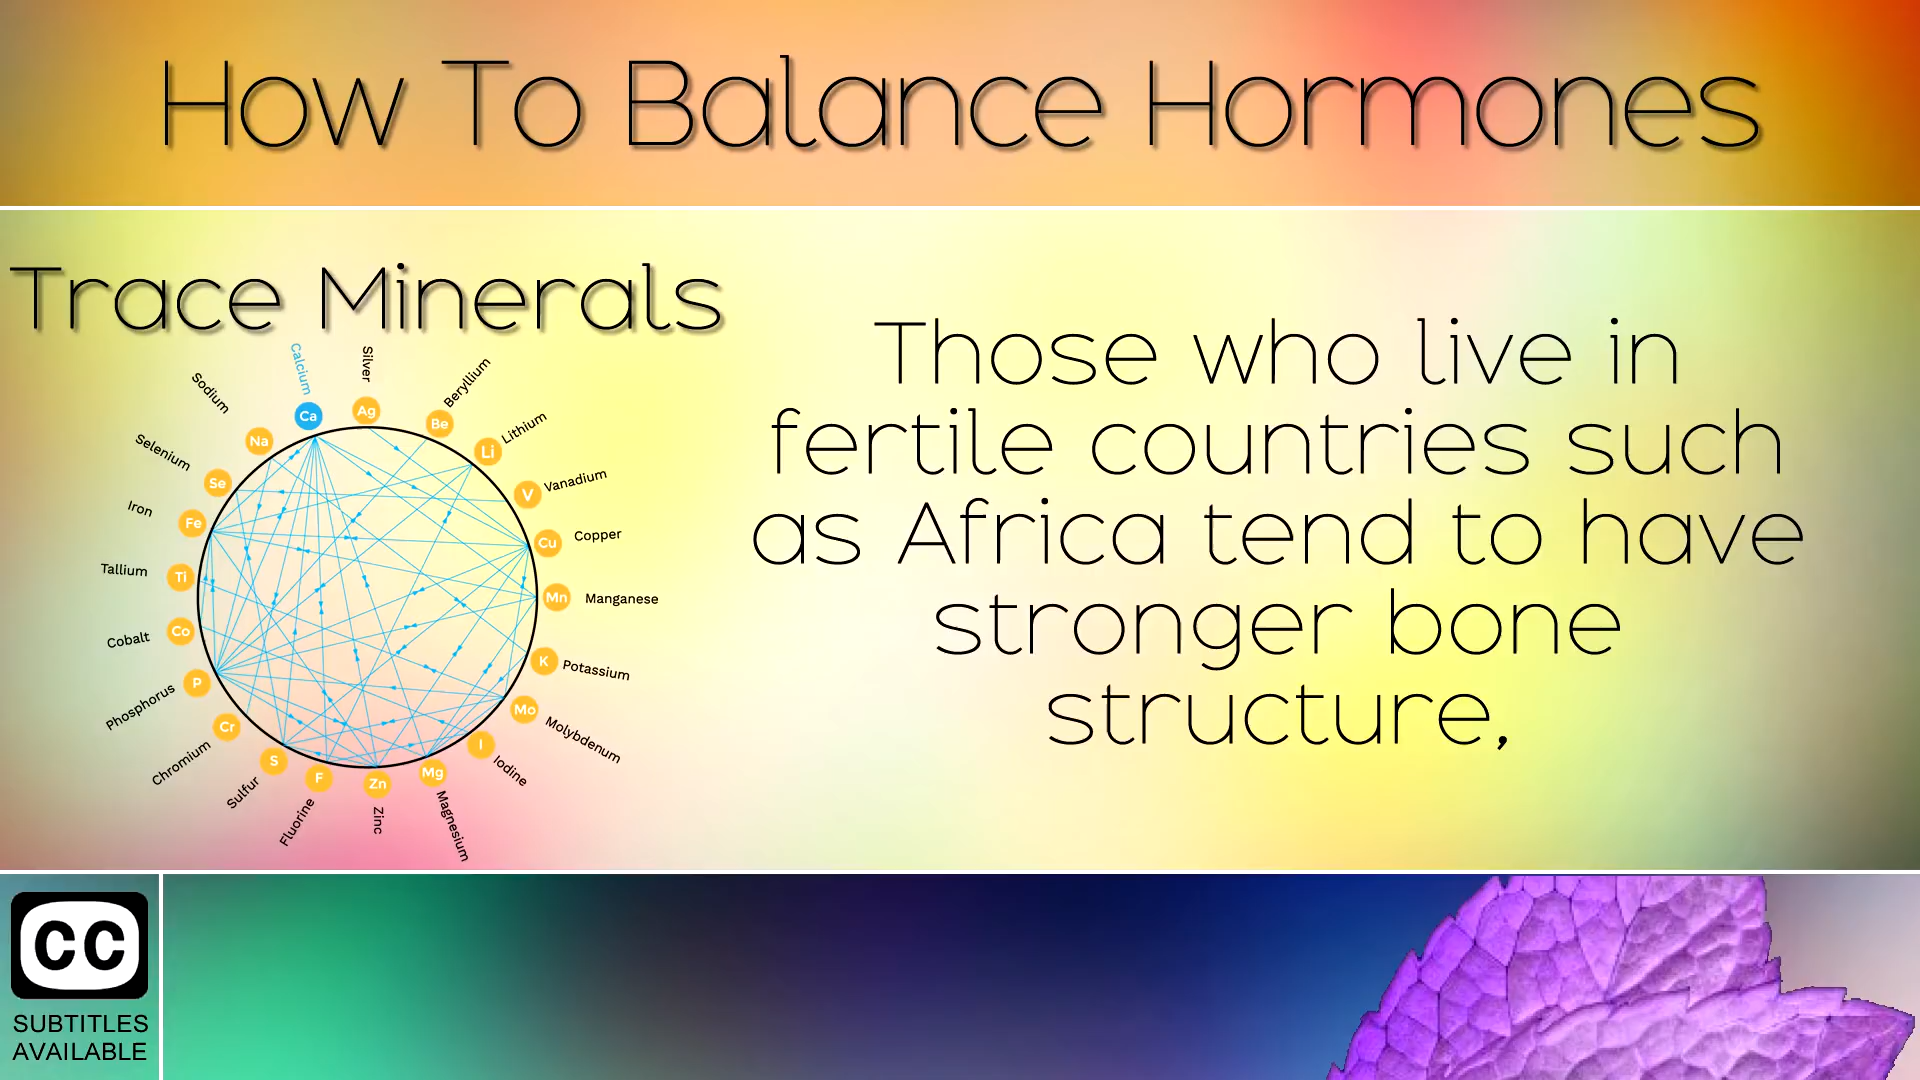 How To Balance Hormones
Trace Minerals
Those who live in
fertile countries such
as Africa tend to have
stronger bone
structure,
Calcium
Ca
Silver
Ag
Beryllium
Be
Lithium
Li
Vanadium
V
Copper
Cu
Manganese
Mn
Potassium
K
Molybdenum
Mo
Iodine
I
Magnesium
Mg
Zinc
Zn
Fluorine
F
Sulfur
S
Chromium
Cr
Phosphorus
P
Cobalt
Co
Tallium
Ti
Iron
Fe
Selenium
Se
Sodium
Na
CC
SUBTITLES
AVAILABLE